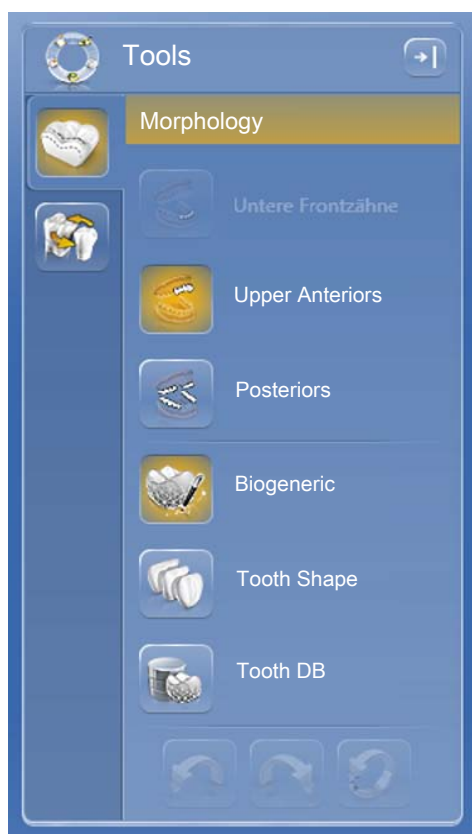 Tools
Morphology
Untere Frontzähne
Upper Anteriors
Posteriors
Biogeneric
Tooth Shape
Tooth DB